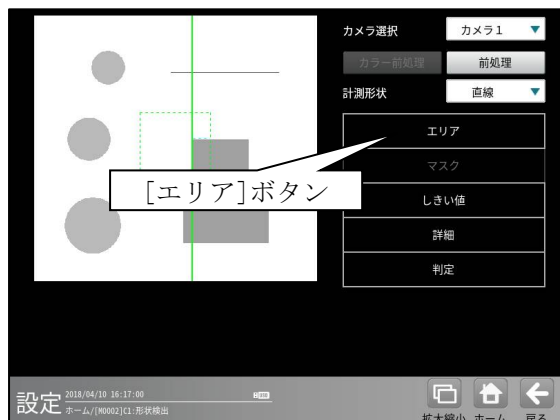 カメラ選択
カメラ1
カラー前処理
前処理
計測形状
直線
エリア
マスク
[エリア]ボタン
しきい値
詳細
判定
設定
2018/04/10 16:17:00
ホーム/[M0002]C1:形状検出
拡大縮小 ホーム 戻る